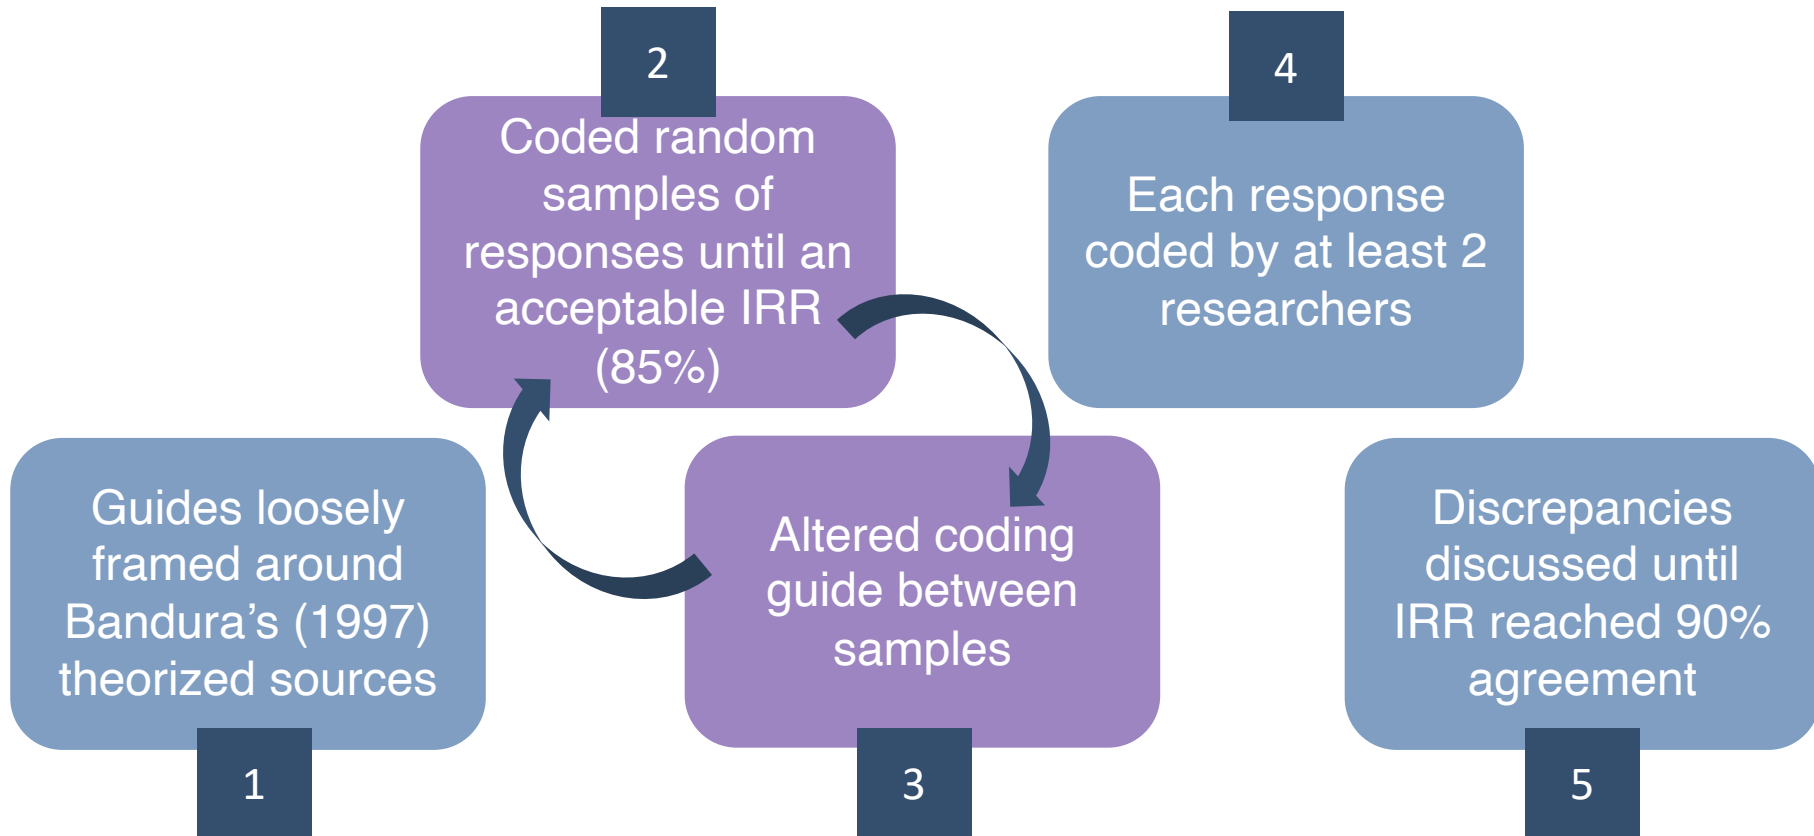 2
Coded random
samples of
responses until an
acceptable IRR
(85%)
4
Each response
coded by at least 2
researchers
Guides loosely
framed around
Bandura’s (1997)
theorized sources
1
Altered coding
guide between
samples
3
Discrepancies
discussed until
IRR reached 90%
agreement
5